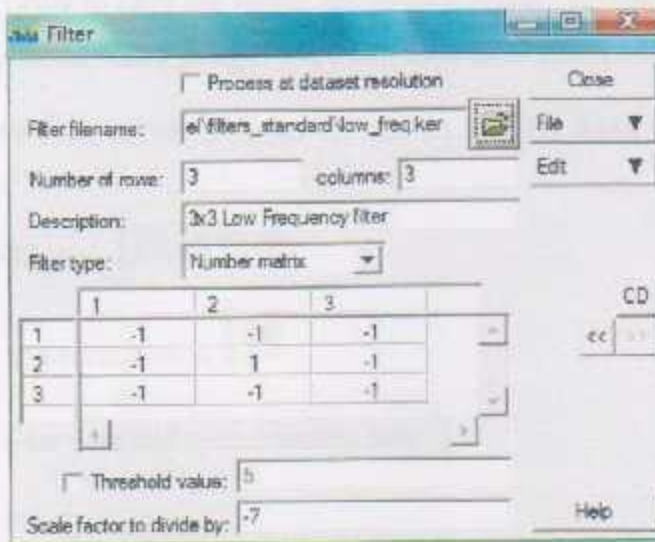 Filter
Process at dataset resolution
Close
Filter filename: el\filters_standard\low_freq.ker
File
Number of rows: 3 columns: 3
Edit
Description: 3x3 Low Frequency filter
Filter type: Number matrix
1 2 3
CD
1 -1 -1 -1
<<
2 -1 1 -1
3 -1 -1 -1
Threshold value: 5
Scale factor to divide by: -7
Help